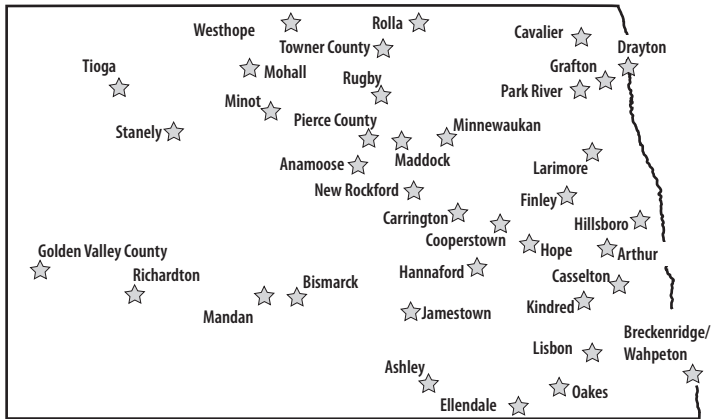 Westhope
Rolla
Cavalier
Towner County
Drayton
Tioga
Mohall
Grafton
Rugby
Park River
Minot
Stanely
Pierce County
Minnewaukan
Anamoose
Maddock
Larimore
New Rockford
Finley
Carrington
Hillsboro
Cooperstown
Hope
Arthur
Golden Valley County
Hannaford
Richardton
Bismarck
Casselton
Mandan
Kindred
Jamestown
Breckenridge/
Wahpeton
Lisbon
Ashley
Oakes
Ellendale